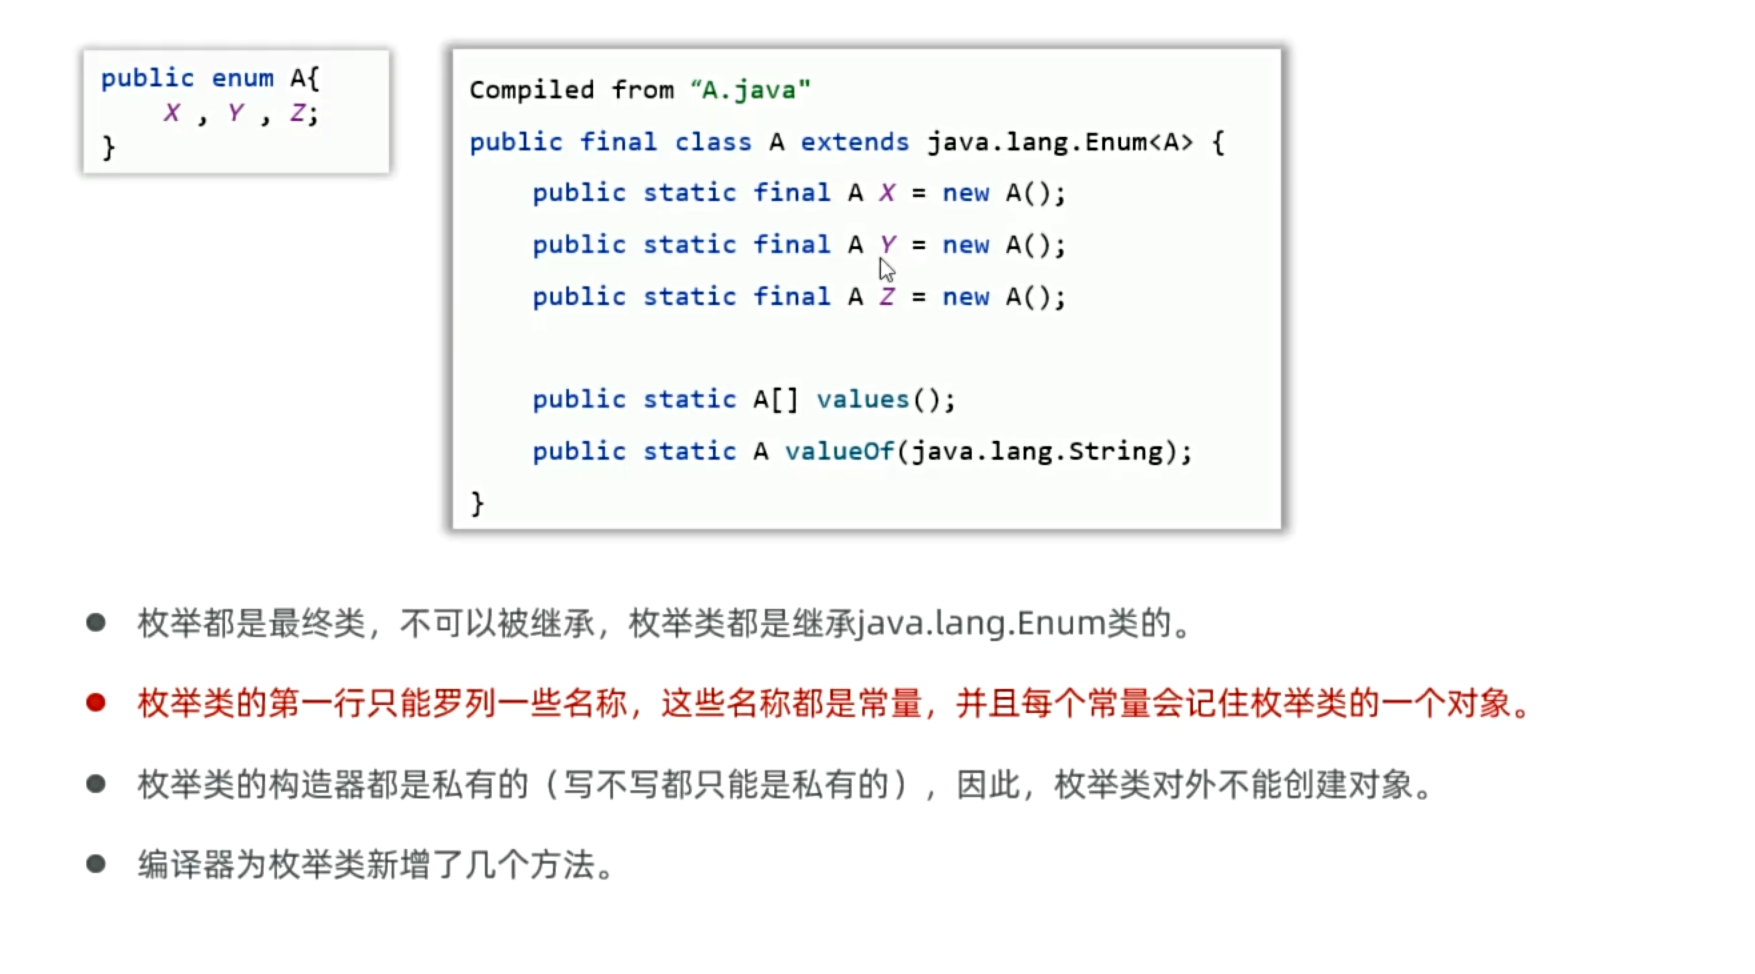 public enum A{
X , Y , Z;
}
Compiled from “A.java"
public final class A extends java.lang.Enum<A> {
public static final A X = new A();
public static final A Y = new A();
public static final A Z = new A();
public static A[] values();
public static A valueOf(java.lang.String);
}
● 枚举都是最终类，不可以被继承，枚举类都是继承java.lang.Enum类的。
● 枚举类的第一行只能罗列一些名称，这些名称都是常量，并且每个常量会记住枚举类的一个对象。
● 枚举类的构造器都是私有的（写不写都只能是私有的），因此，枚举类对外不能创建对象。
● 编译器为枚举类新增了几个方法。